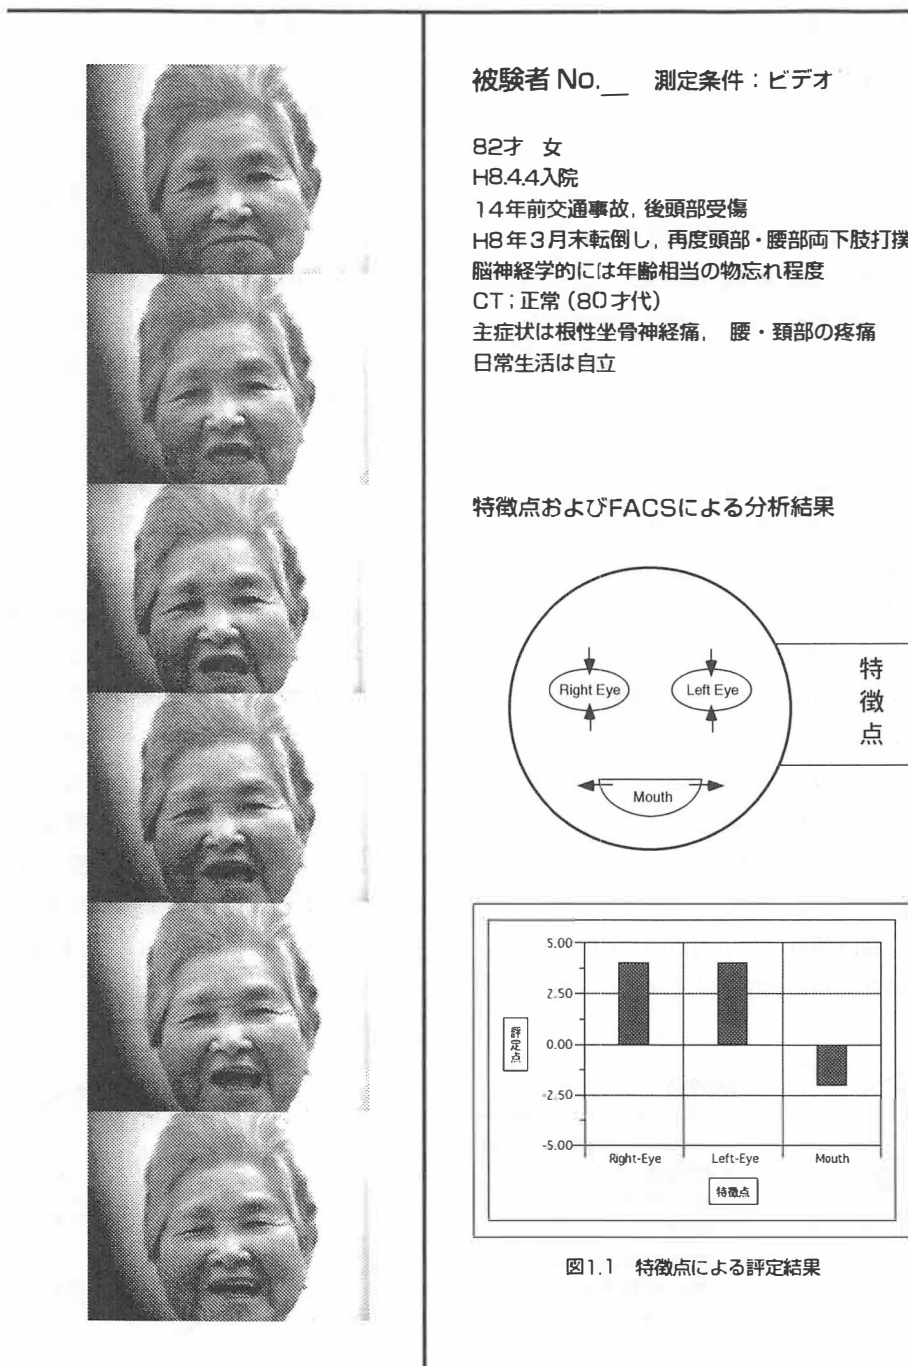 被験者 No.__ 測定条件：ビデオ
82才 女
H8.4.4入院
14年前交通事故, 後頭部受傷
H8年3月末転倒し, 再度頭部・腰部両下肢打撲
脳神経学的には年齢相当の物忘れ程度
CT；正常（80才代）
主症状は根性坐骨神経痛, 腰・頚部の疼痛
日常生活は自立
特徴点およびFACSによる分析結果
Right Eye
Left Eye
Mouth
特徴点
5.00
2.50
0.00
-2.50
-5.00
評定点
Right-Eye
Left-Eye
Mouth
特徴点
図1.1 特徴点による評定結果